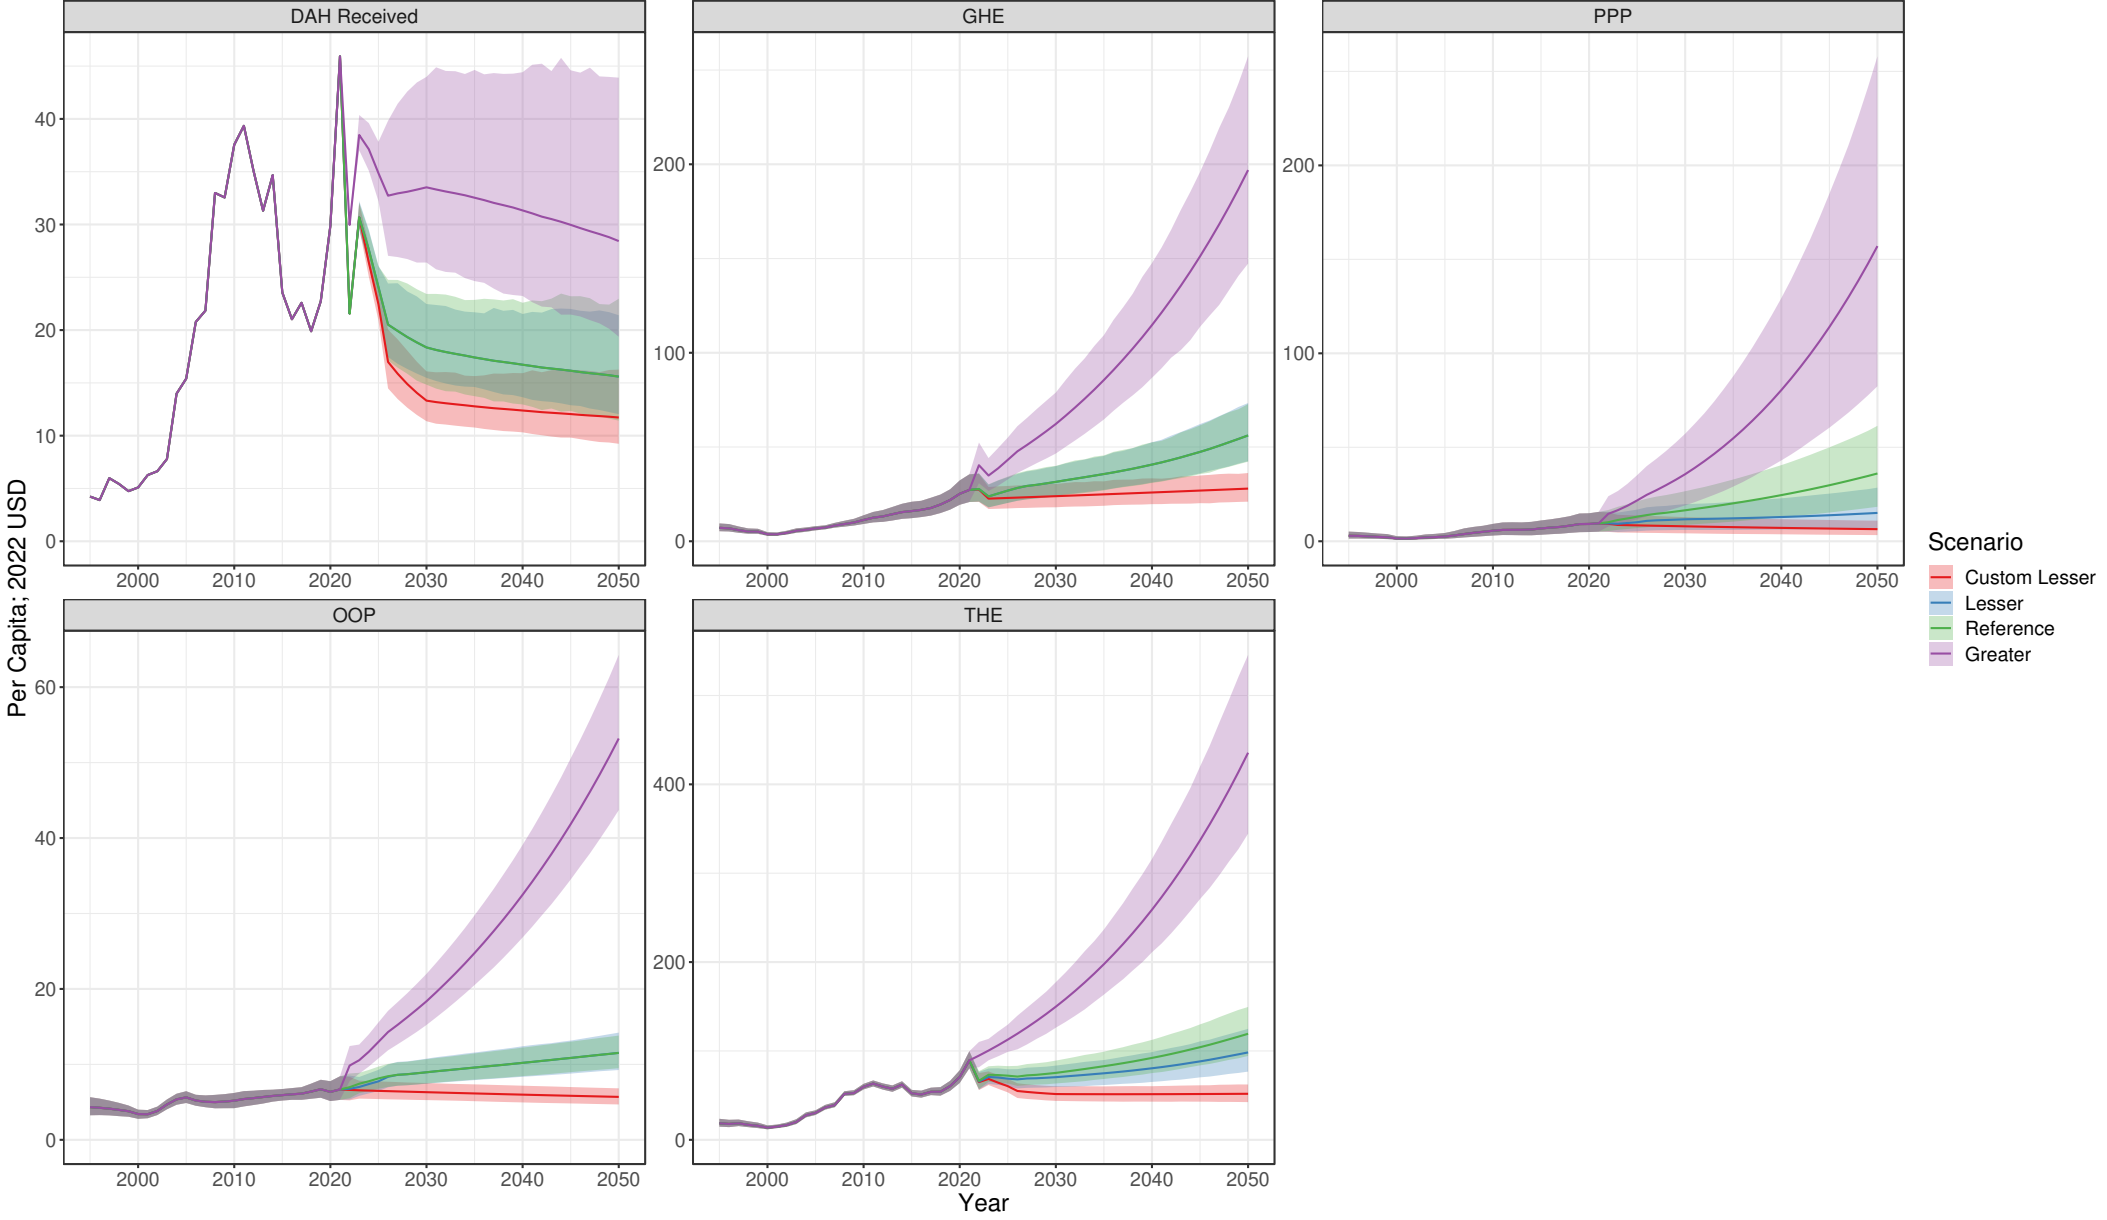 DAH Received
GHE
PPP
40
30
20
10
0
200
100
0
200
100
0
2000 2010 2020 2030 2040 2050
2000 2010 2020 2030 2040 2050
2000 2010 2020 2030 2040 2050
Per Capita; 2022 USD
OOP
THE
60
40
20
0
400
200
0
2000 2010 2020 2030 2040 2050
2000 2010 2020 2030 2040 2050
Year
Scenario
Custom Lesser
Lesser
Reference
Greater